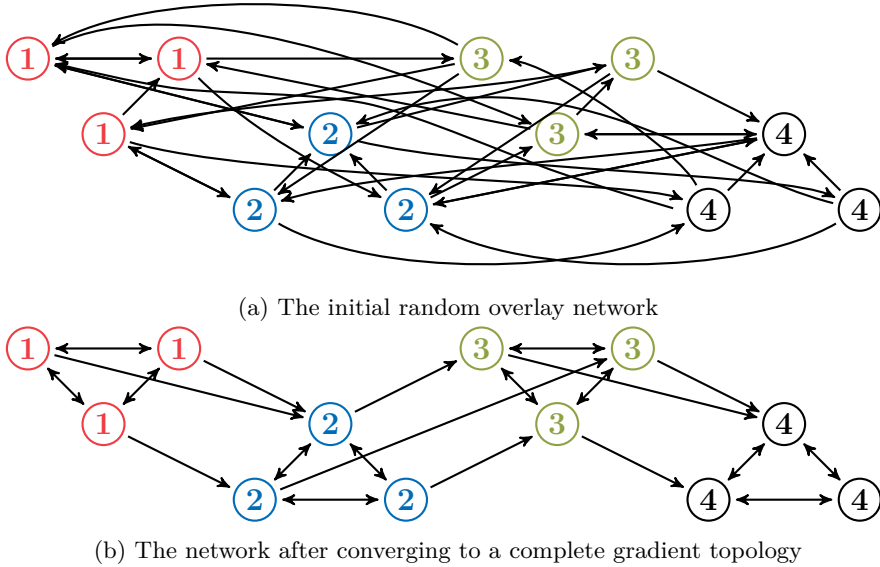 1 1 3 3
1 2 3 4
2 2 4 4
(a) The initial random overlay network
1 1 3 3
1 2 3 4
2 2 4 4
(b) The network after converging to a complete gradient topology